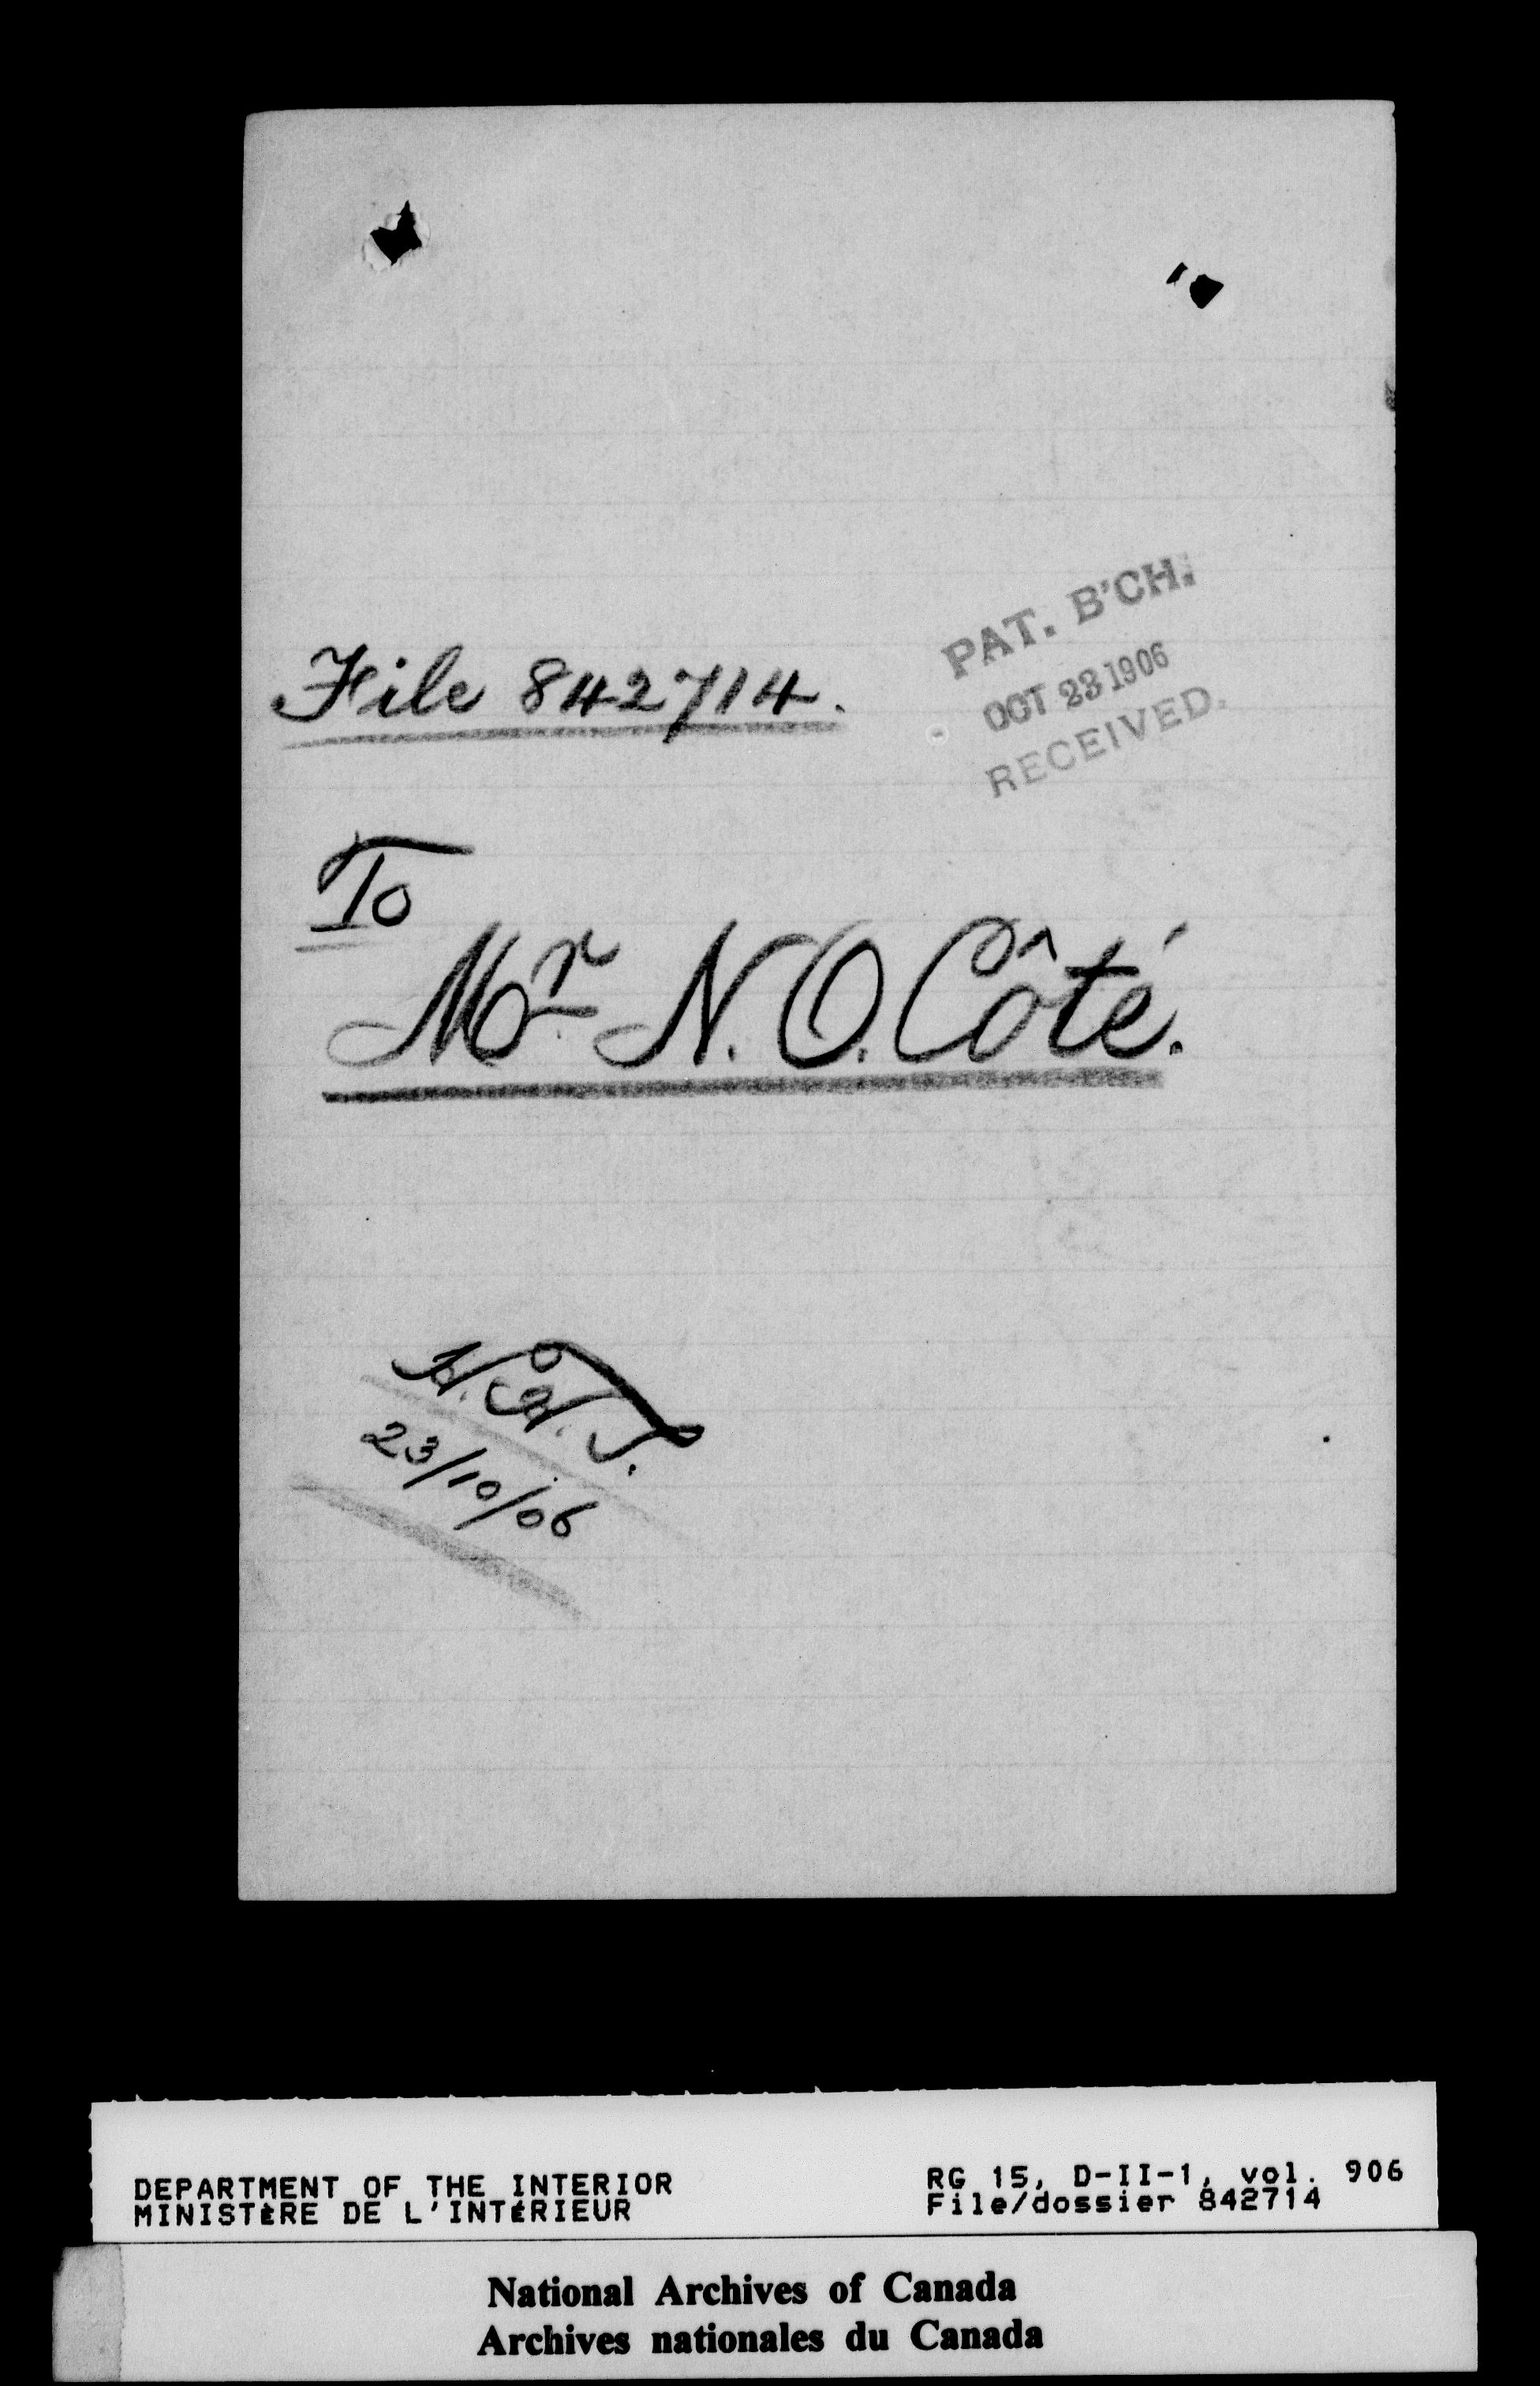 File 842714.
PAT. B'CH.
OCT 23 1906
RECEIVED.
To
Mr N. O. Côté.
23/10/06
DEPARTMENT OF THE INTERIOR
MINISTÈRE DE L'INTÉRIEUR
RG 15, D-II-1, vol. 906
File/dossier 842714
National Archives of Canada
Archives nationales du Canada